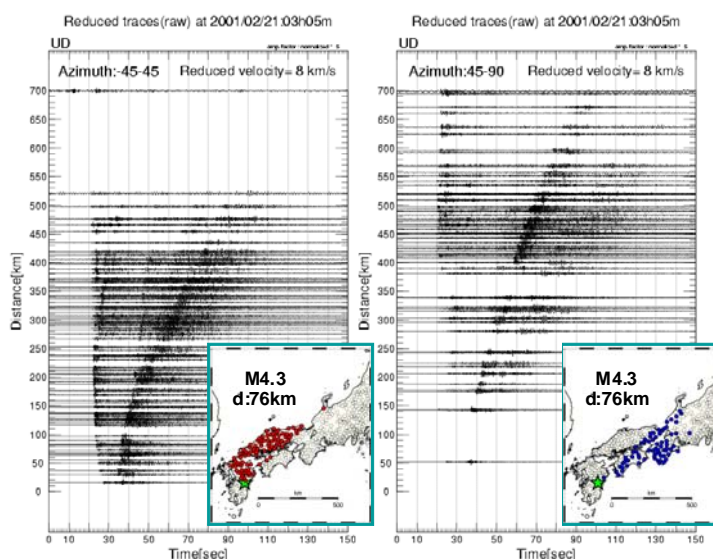 Reduced traces(raw) at 2001/02/21:03h05m
UD
Azimuth:-45-45 Reduced velocity= 8 km/s
Distance[km]
700
650
600
550
500
450
400
350
300
250
200
150
100
50
0
M4.3
d:76km
km
0 500
0 10 30 50 70 90 110 130 150
Time[sec]
Reduced traces(raw) at 2001/02/21:03h05m
UD
Azimuth:45-90 Reduced velocity= 8 km/s
Distance[km]
700
650
600
550
500
450
400
350
300
250
200
150
100
50
0
M4.3
d:76km
km
0 500
0 10 30 50 70 90 110 130 150
Time[sec]